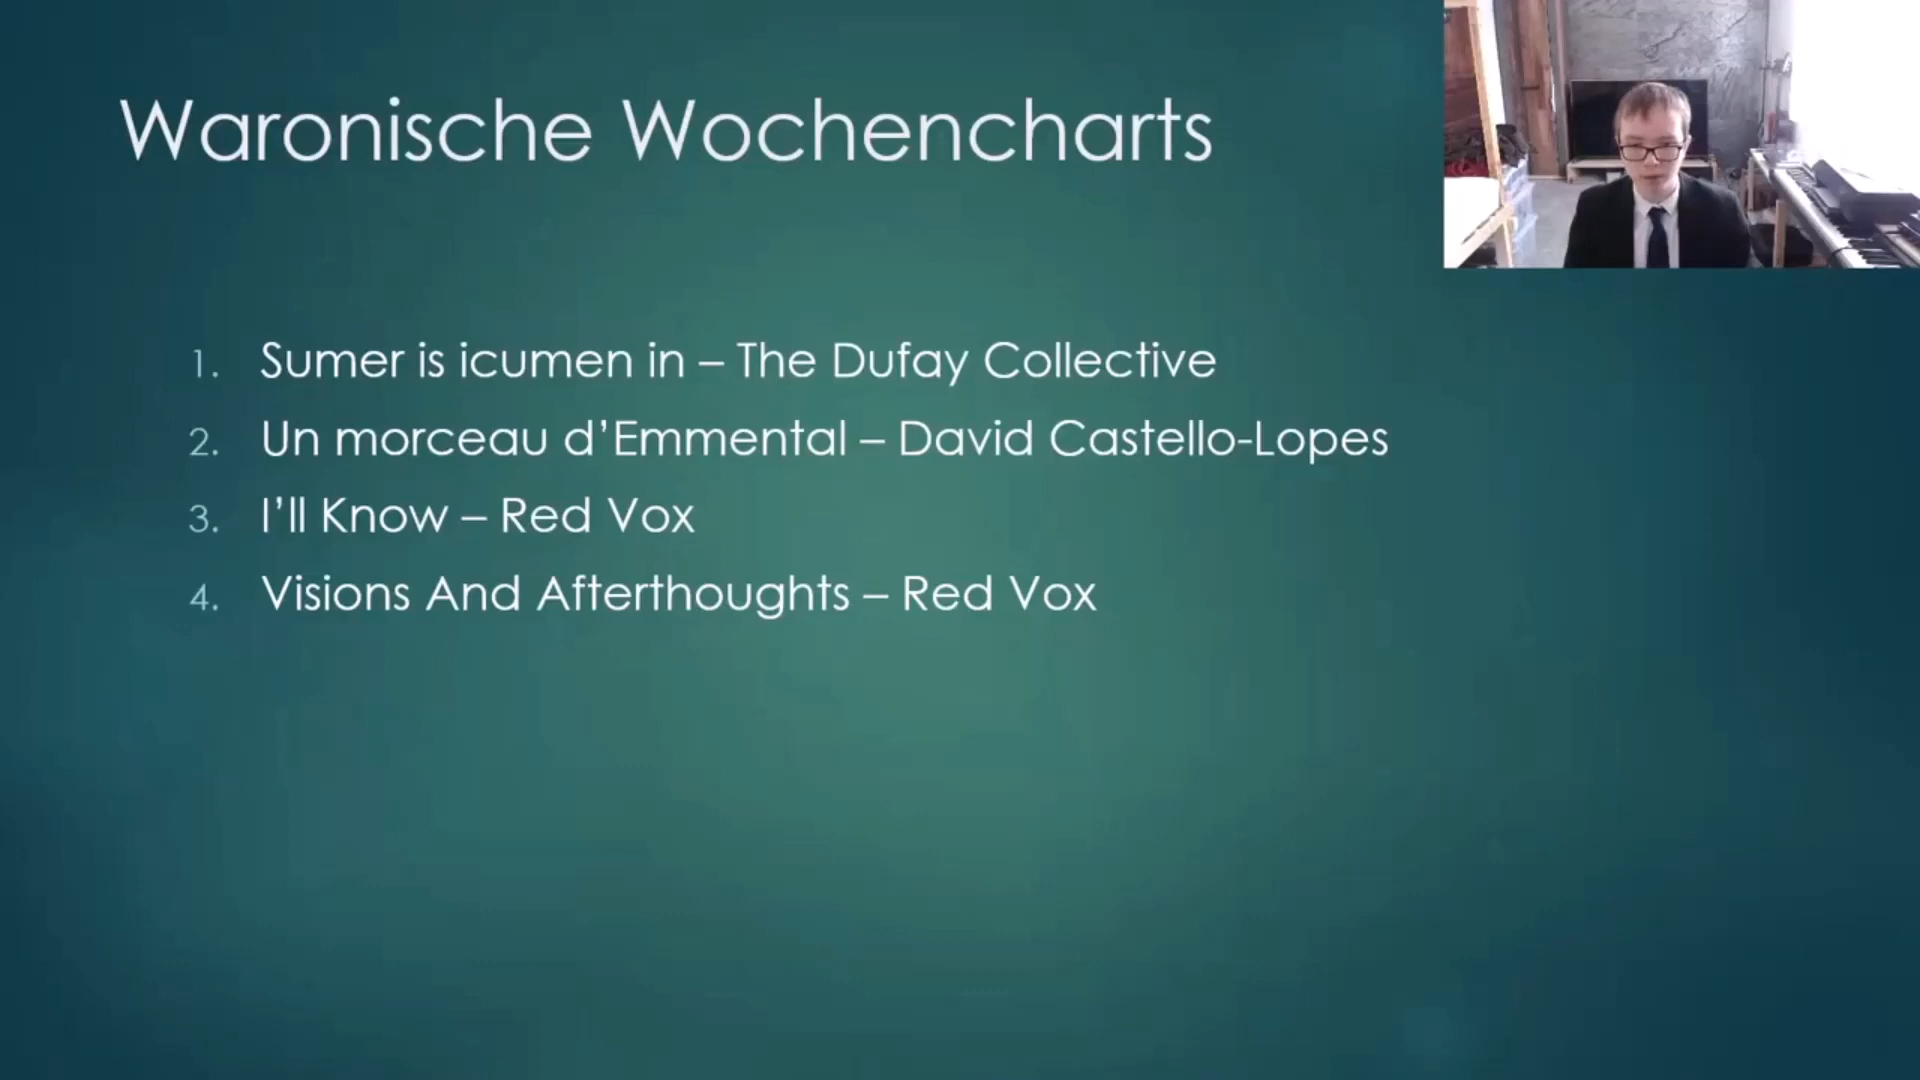 Waronische Wochencharts
1. Sumer is icumen in – The Dufay Collective
2. Un morceau d’Emmental – David Castello-Lopes
3. I’ll Know – Red Vox
4. Visions And Afterthoughts – Red Vox